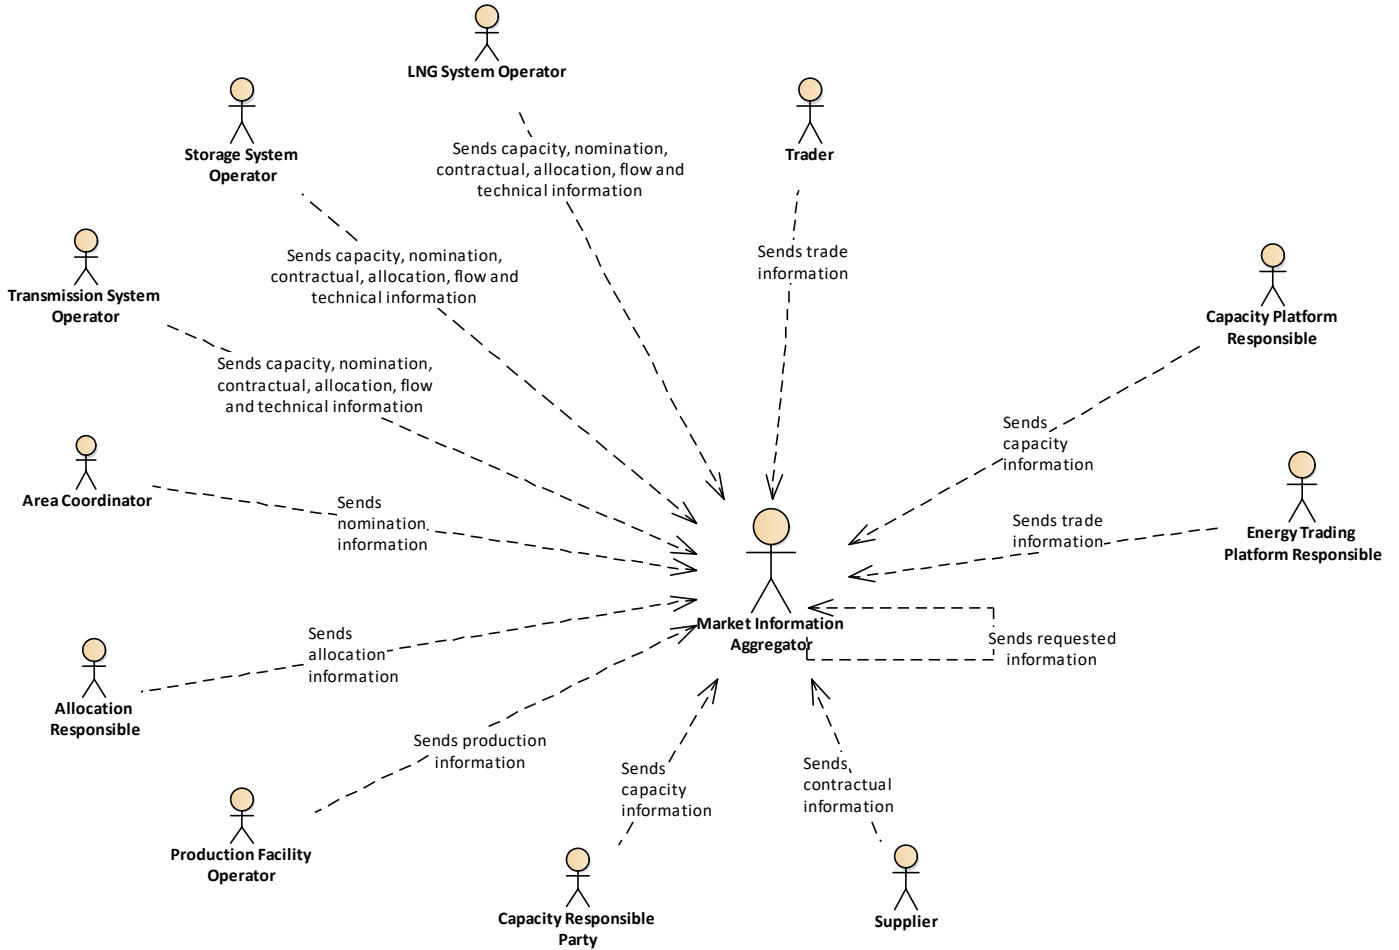 LNG System Operator
Storage System
Operator
Trader
Sends capacity, nomination,
contractual, allocation, flow and
technical information
Sends capacity, nomination,
contractual, allocation, flow and
technical information
Sends trade
information
Transmission System
Operator
Capacity Platform
Responsible
Sends capacity, nomination,
contractual, allocation, flow
and technical information
Sends
capacity
information
Area Coordinator
Sends
nomination
information
Sends trade
information
Energy Trading
Platform Responsible
Market Information
Aggregator
Sends requested
information
Sends
allocation
information
Allocation
Responsible
Sends production
information
Sends
capacity
information
Sends
contractual
information
Production Facility
Operator
Capacity Responsible
Party
Supplier